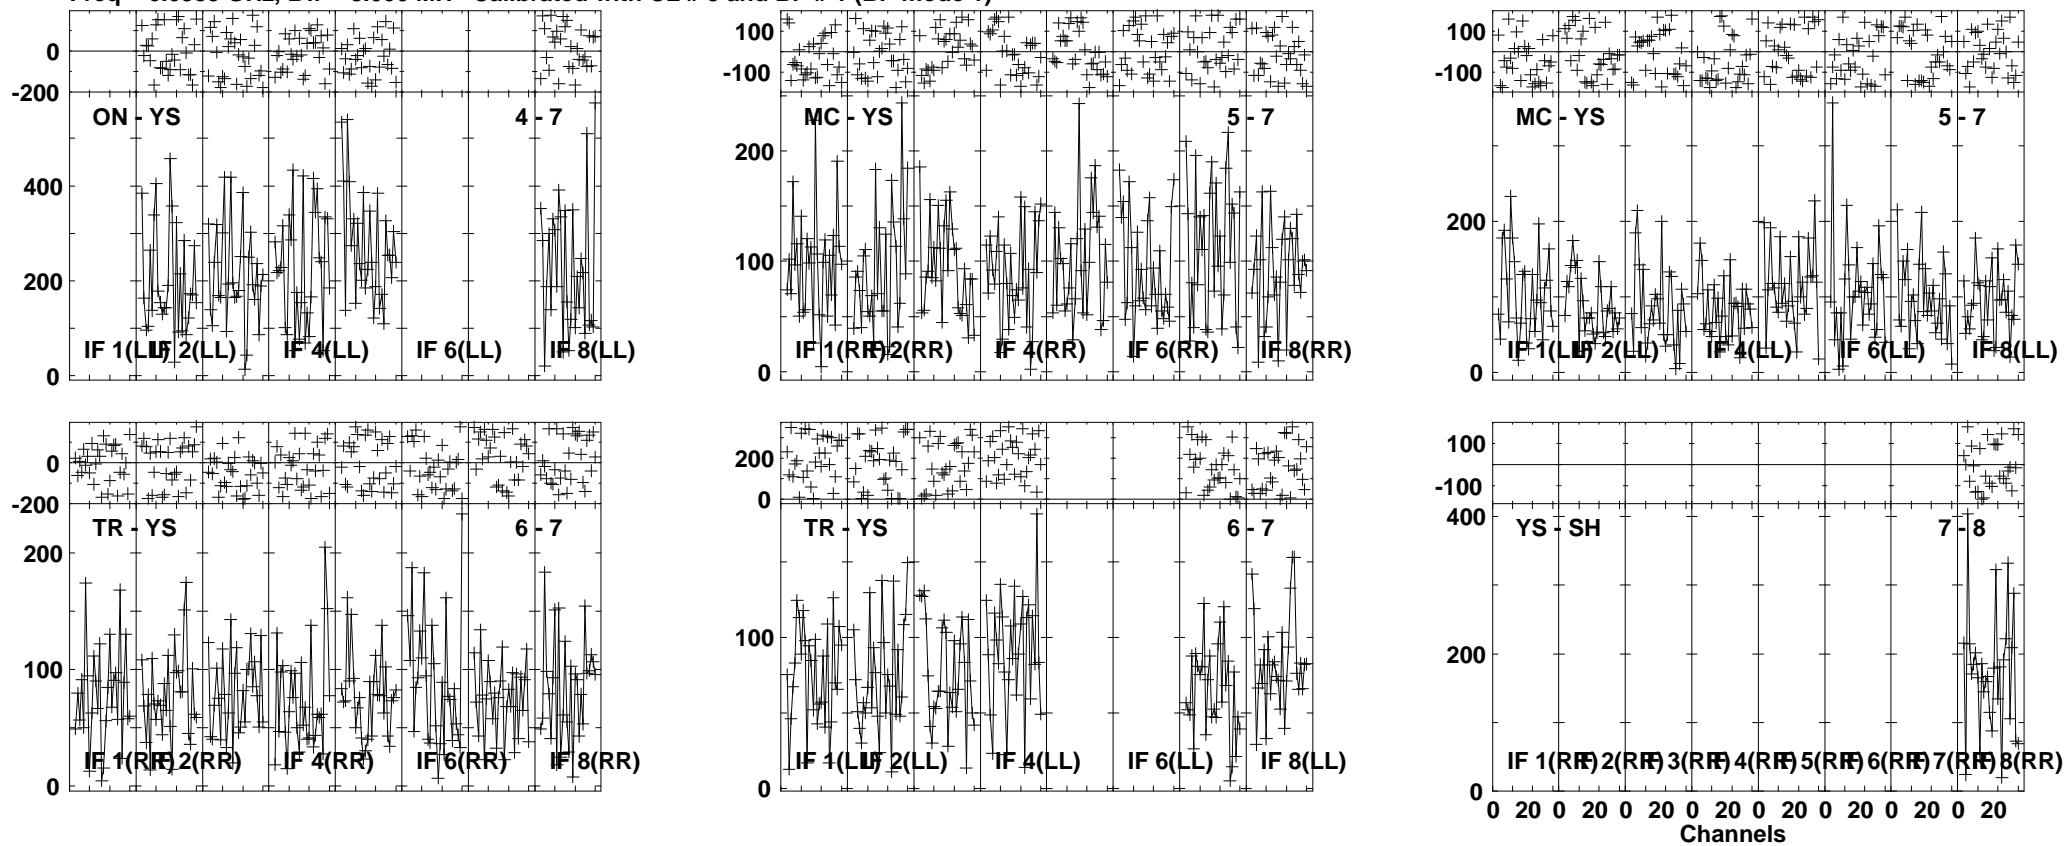 0
-200
ON - YS
4 - 7
400
300
200
100
0
IF 1(LL)
IF 2(LL)
IF 4(LL)
IF 6(LL)
IF 8(LL)
100
-100
MC - YS
5 - 7
200
100
0
IF 1(RR)
IF 2(RR)
IF 4(RR)
IF 6(RR)
IF 8(RR)
100
-100
MC - YS
5 - 7
200
0
IF 1(LL)
IF 2(LL)
IF 4(LL)
IF 6(LL)
IF 8(LL)
0
-200
TR - YS
6 - 7
200
100
0
IF 1(RR)
IF 2(RR)
IF 4(RR)
IF 6(RR)
IF 8(RR)
200
0
TR - YS
6 - 7
100
0
IF 1(LL)
IF 2(LL)
IF 4(LL)
IF 6(LL)
IF 8(LL)
100
-100
YS - SH
7 - 8
400
200
0
IF 1(RR)
IF 2(RR)
IF 3(RR)
IF 4(RR)
IF 5(RR)
IF 6(RR)
IF 7(RR)
IF 8(RR)
0 20 0 20 0 20 0 20 0 20 0 20 0 20 0 20
Channels